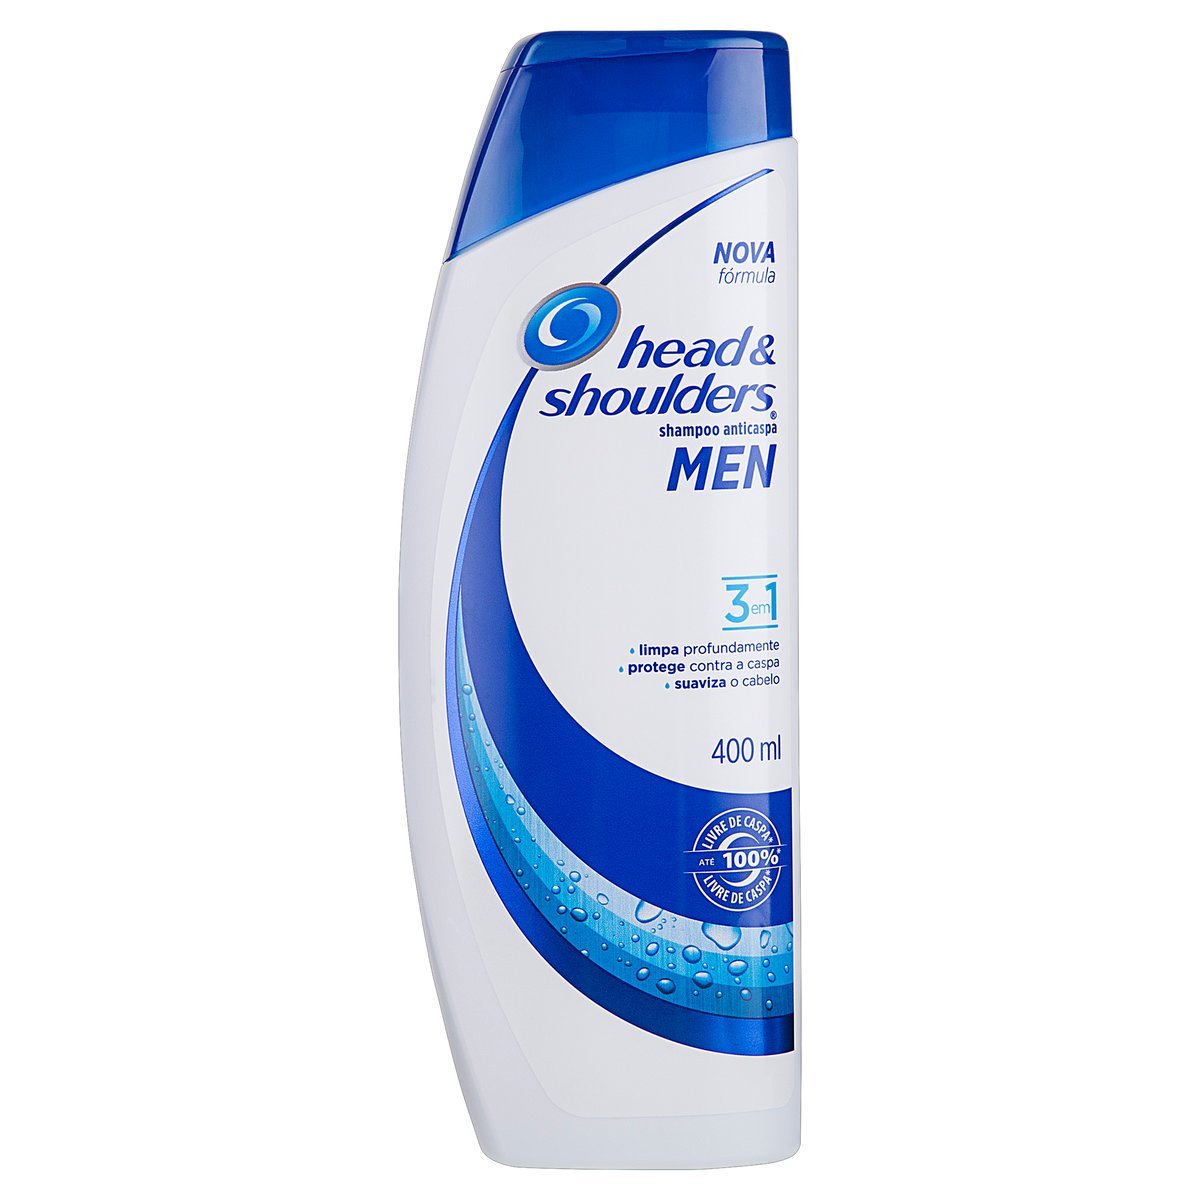 NOVA
fórmula
head &
shoulders®
shampoo anticaspa
MEN
3 em 1
• limpa profundamente
• protege contra a caspa
• suaviza o cabelo
400 ml
LIVRE DE CASPA*
ATÉ 100%*
LIVRE DE CASPA*